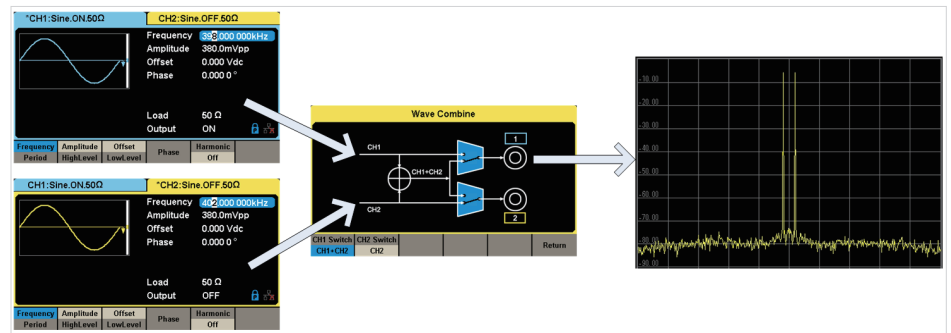 *CH1:Sine.ON.50Ω CH2:Sine.OFF.50Ω
Frequency 398.000 000kHz
Amplitude 380.0mVpp
Offset 0.000 Vdc
Phase 0.000 0 °
Load 50 Ω
Output ON
Frequency Amplitude Offset Phase Harmonic
Period HighLevel LowLevel Off
CH1:Sine.ON.50Ω *CH2:Sine.OFF.50Ω
Frequency 402.000 000kHz
Amplitude 380.0mVpp
Offset 0.000 Vdc
Phase 0.000 0 °
Load 50 Ω
Output OFF
Frequency Amplitude Offset Phase Harmonic
Period HighLevel LowLevel Off
Wave Combine
CH1
1
CH1+CH2
CH2
2
CH1 Switch CH2 Switch Return
CH1+CH2 CH2
-10.00
-20.00
-30.00
-40.00
-50.00
-60.00
-70.00
-80.00
-90.00